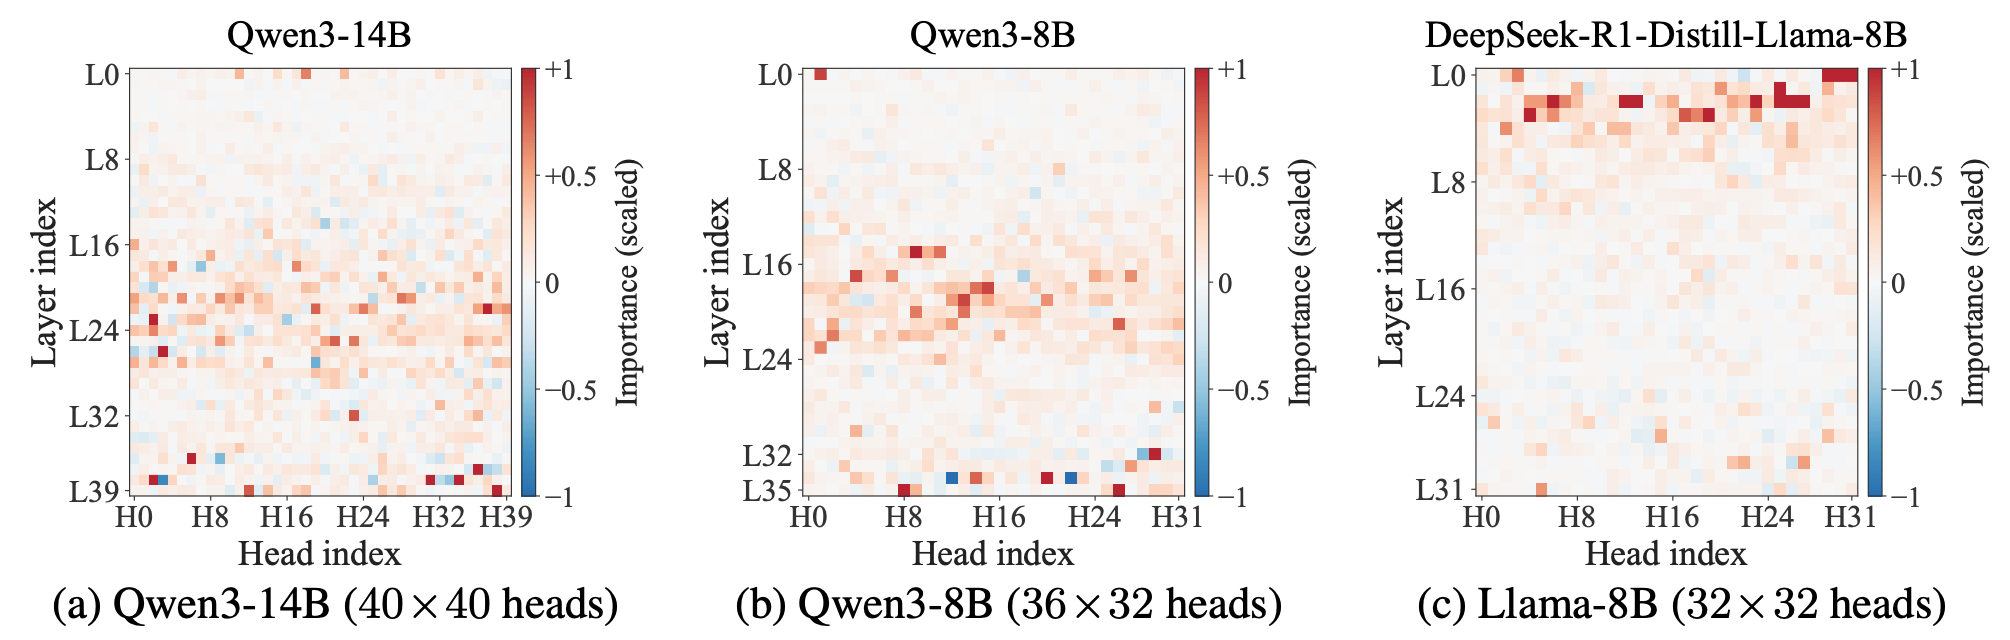 Qwen3-14B
L0
L8
L16
L24
L32
L39
H0 H8 H16 H24 H32 H39
Layer index
Head index
+1
+0.5
0
−0.5
−1
Importance (scaled)
(a) Qwen3-14B (40×40 heads)
Qwen3-8B
L0
L8
L16
L24
L32
L35
H0 H8 H16 H24 H31
Layer index
Head index
+1
+0.5
0
−0.5
−1
Importance (scaled)
(b) Qwen3-8B (36×32 heads)
DeepSeek-R1-Distill-Llama-8B
L0
L8
L16
L24
L31
H0 H8 H16 H24 H31
Layer index
Head index
+1
+0.5
0
−0.5
−1
Importance (scaled)
(c) Llama-8B (32×32 heads)